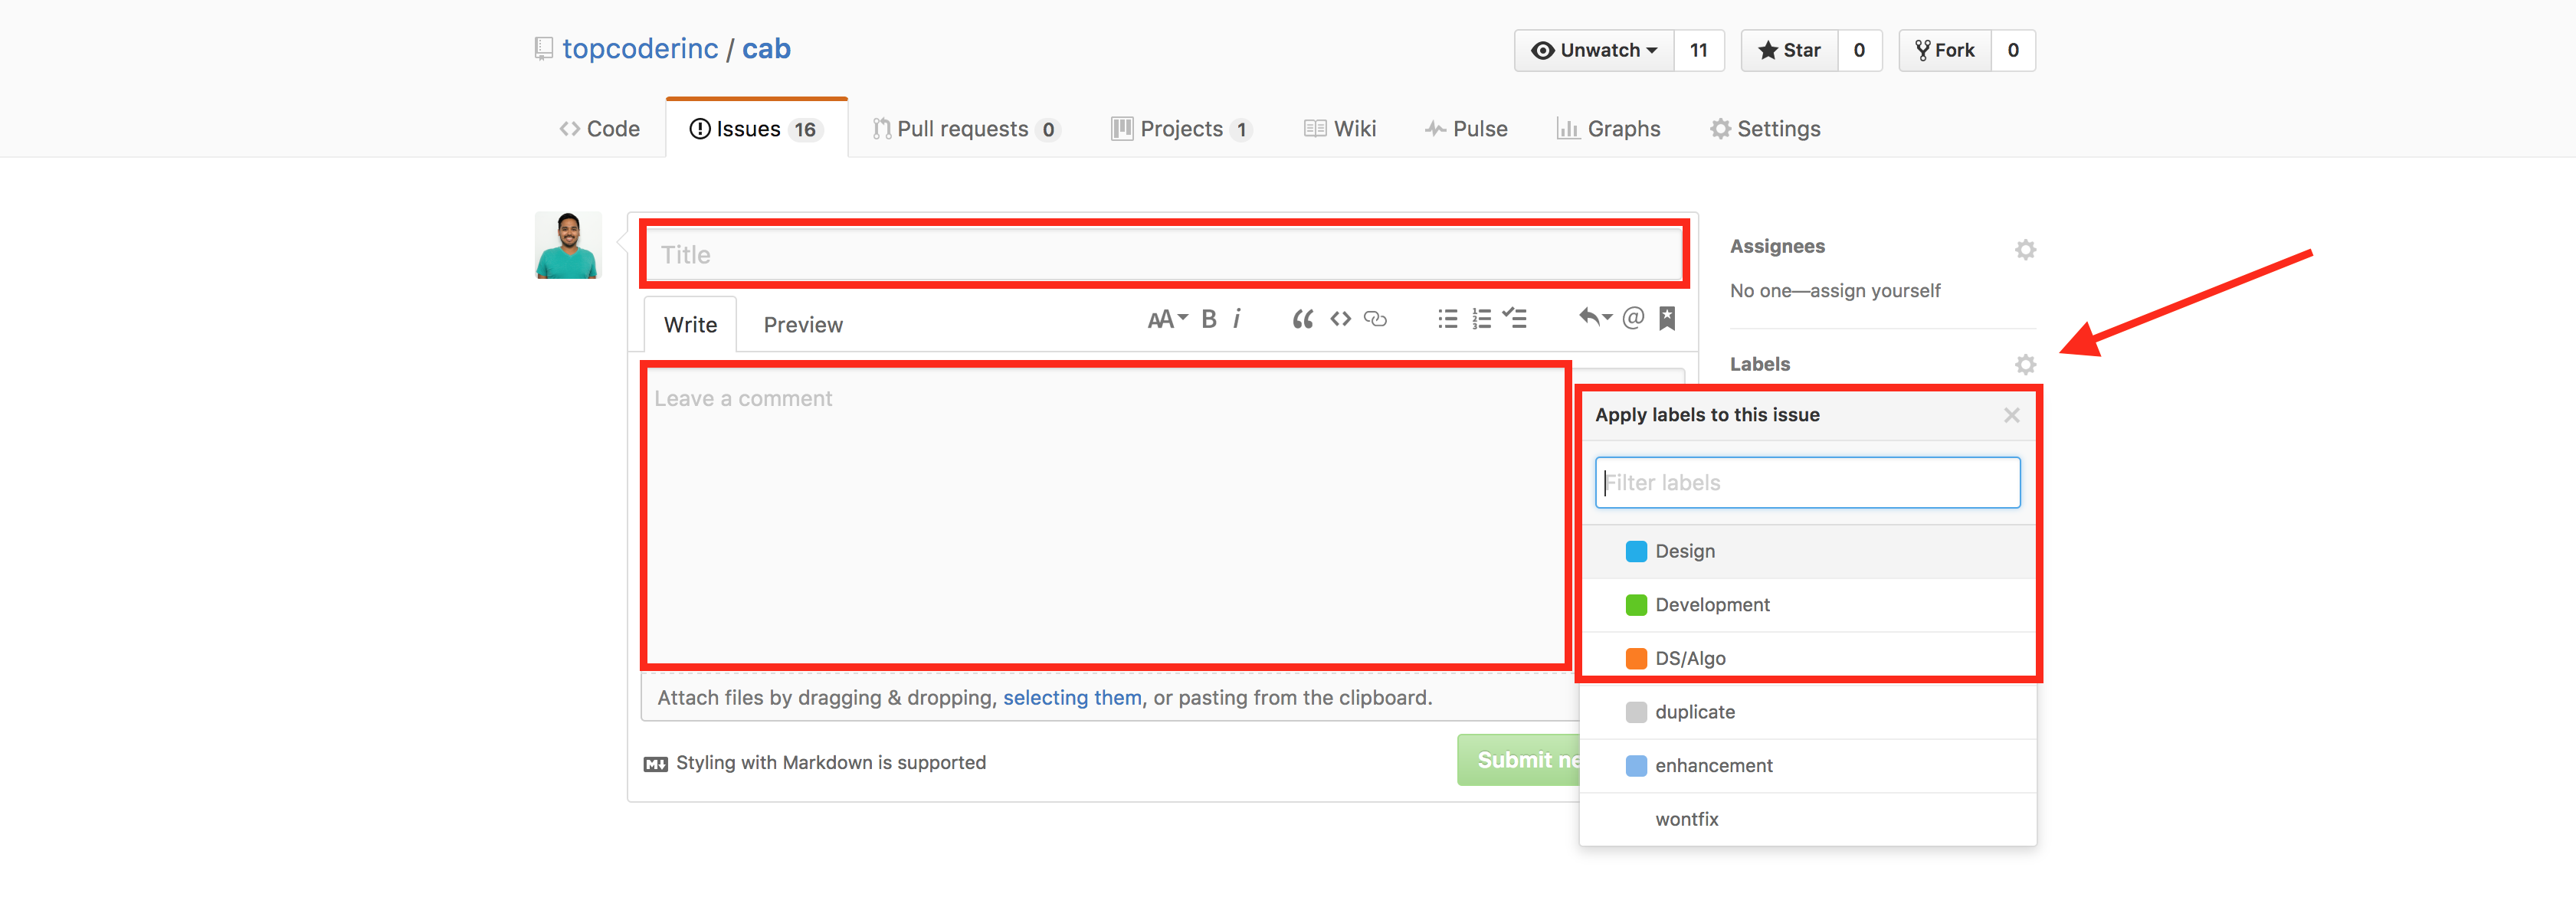 topcoderinc / cab
Unwatch 11 Star 0 Fork 0
Code Issues 16 Pull requests 0 Projects 1 Wiki Pulse Graphs Settings
Title
Write Preview AA B i @
Leave a comment
Attach files by dragging & dropping, selecting them, or pasting from the clipboard.
Styling with Markdown is supported
Submit ne
Assignees
No one—assign yourself
Labels
Apply labels to this issue
Filter labels
Design
Development
DS/Algo
duplicate
enhancement
wontfix